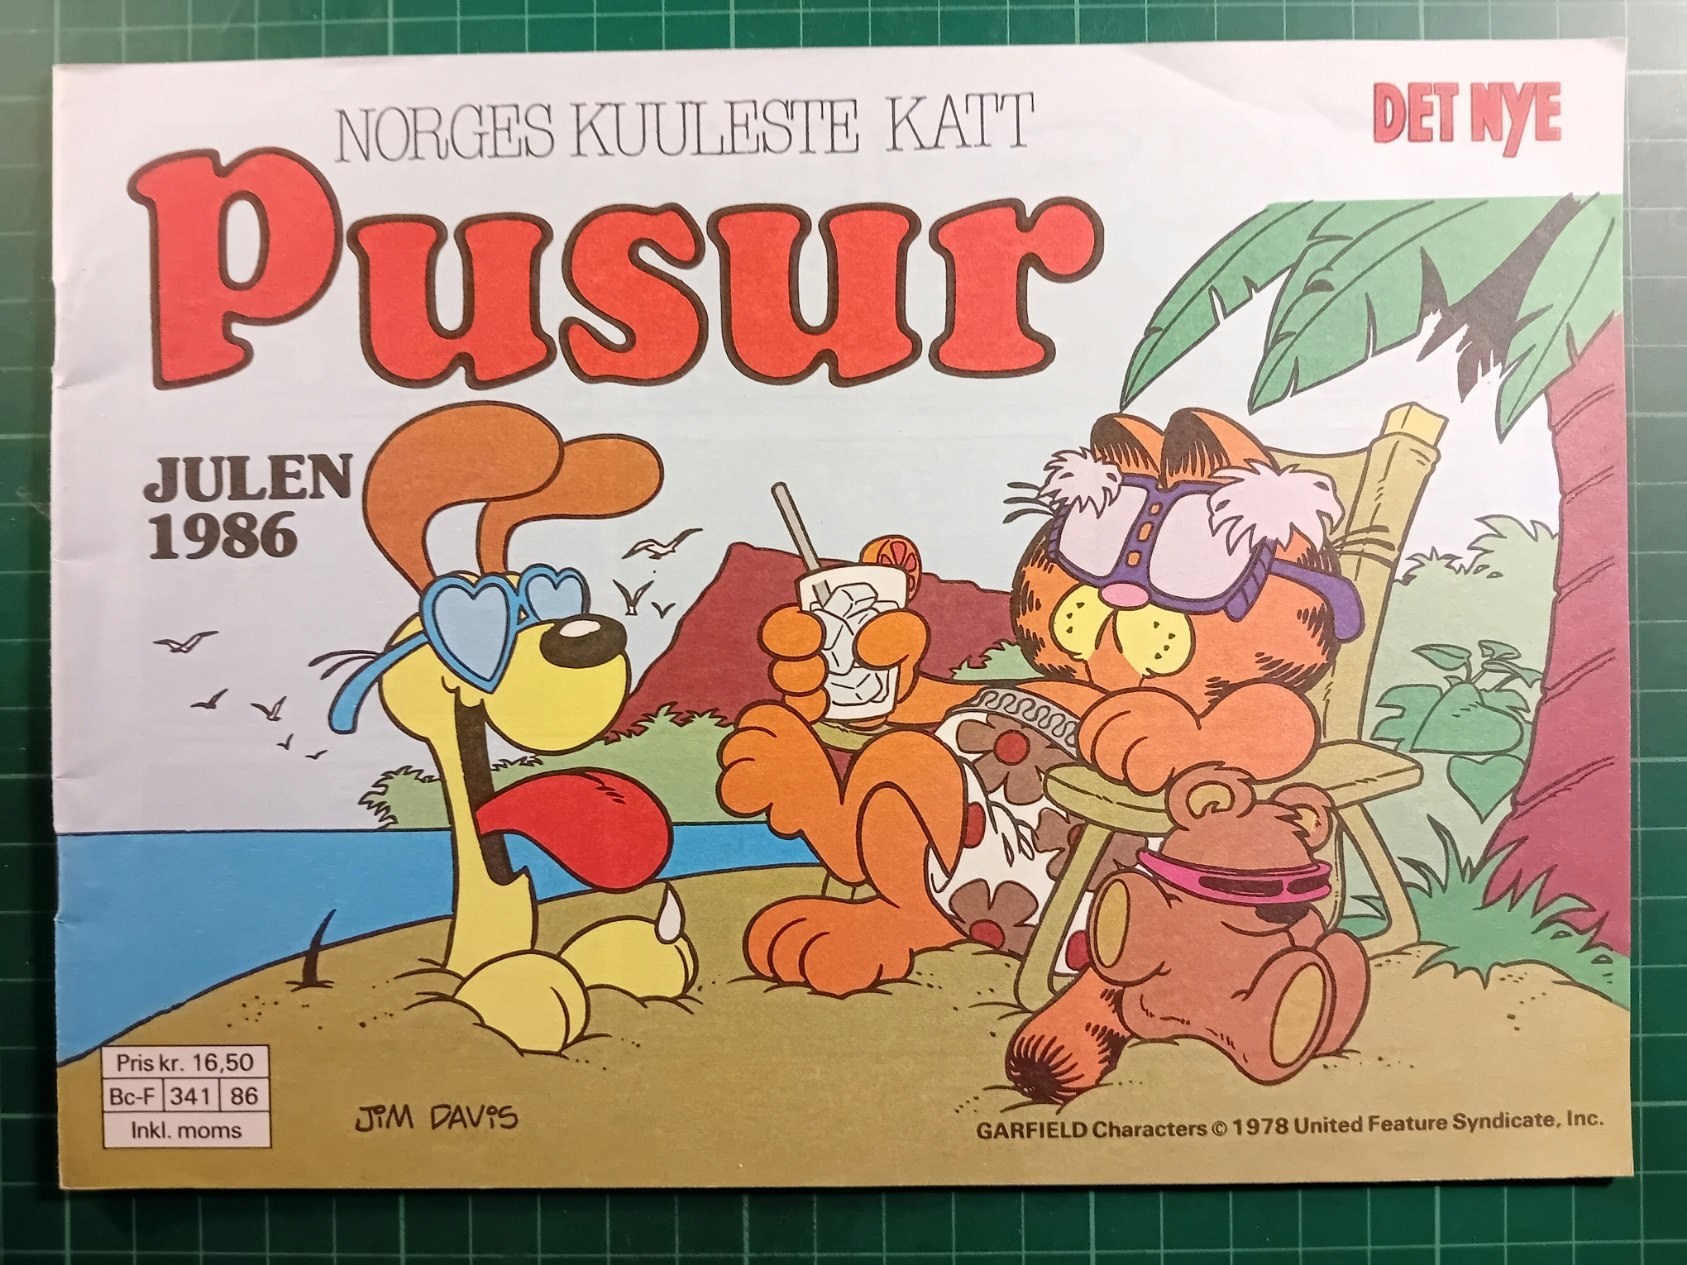 NORGES KUULESTE KATT
DET NYE
Pusur
JULEN
1986
Pris kr. 16,50
Bc-F 341 86
Inkl. moms
JIM DAVIS
GARFIELD Characters © 1978 United Feature Syndicate, Inc.